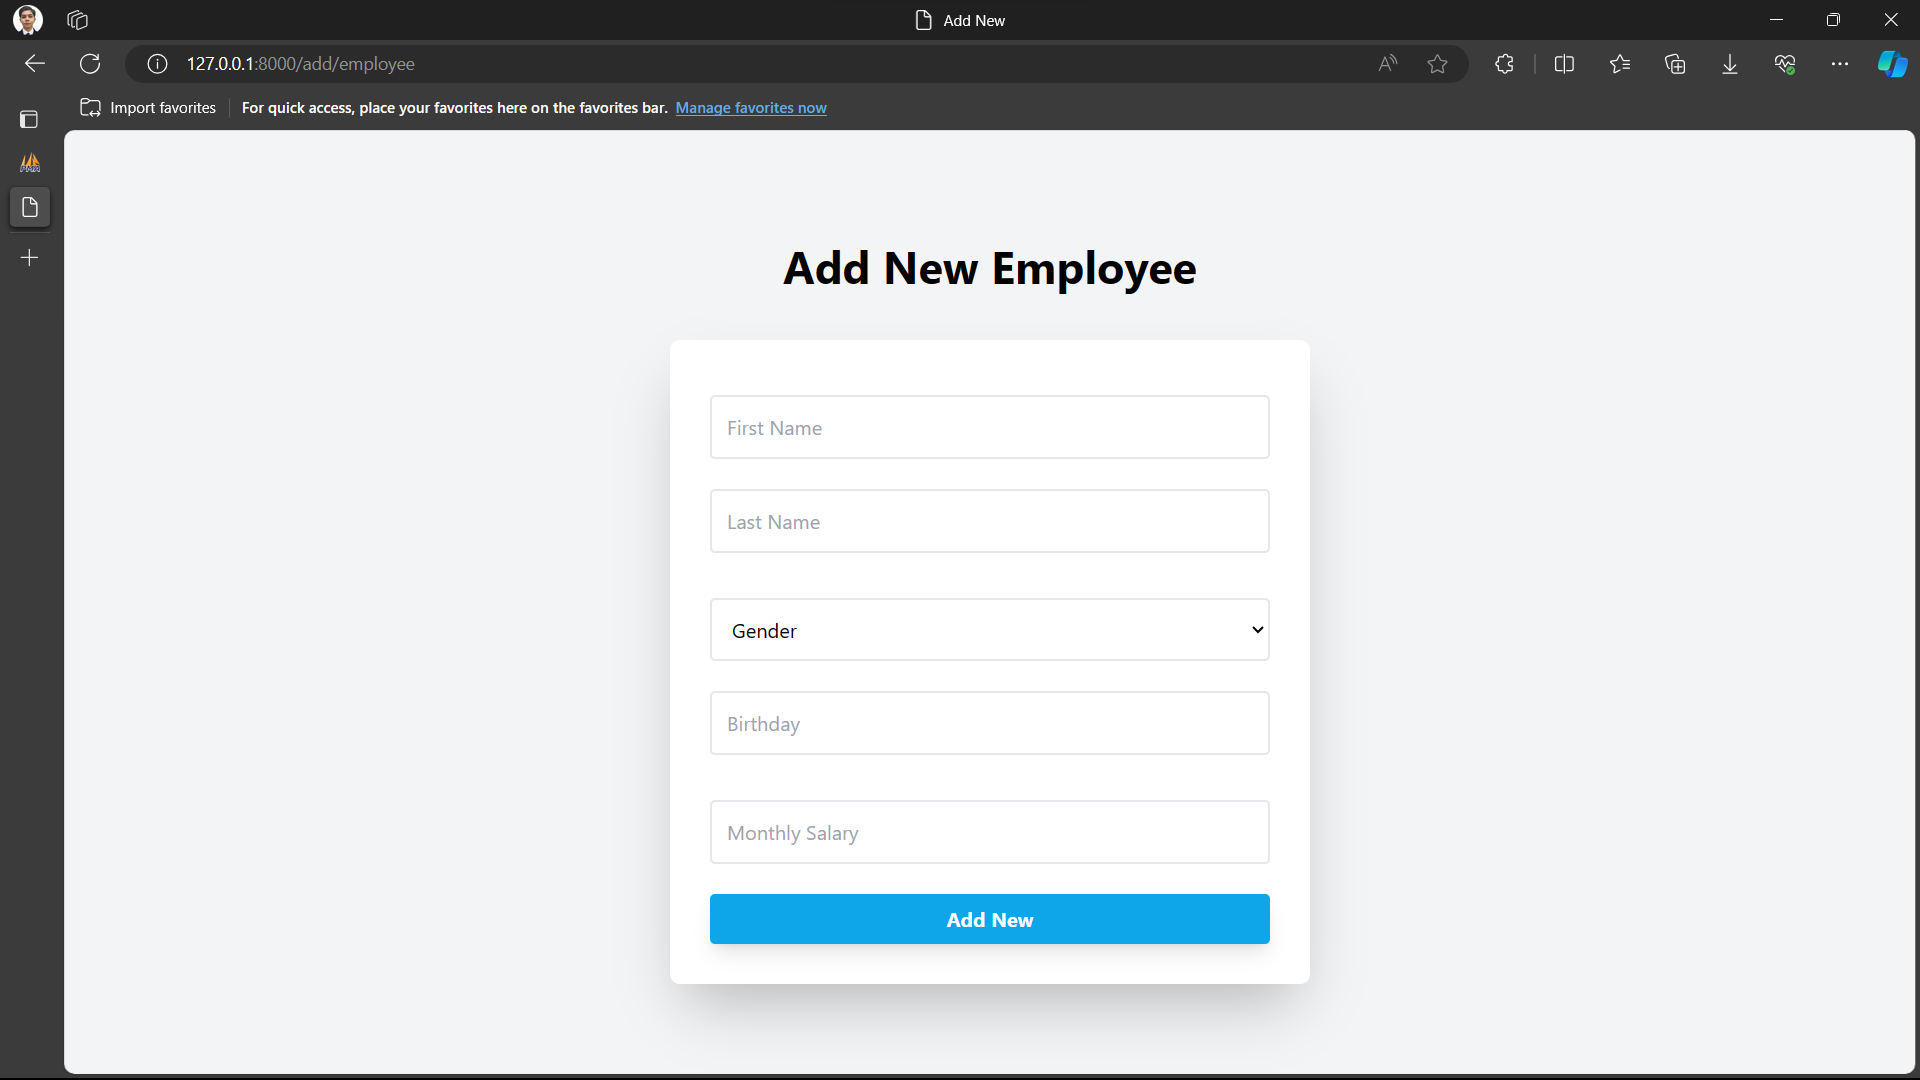 Add New
127.0.0.1:8000/add/employee
Import favorites For quick access, place your favorites here on the favorites bar. Manage favorites now
PMA
Add New Employee
First Name
Last Name
Gender
Birthday
Monthly Salary
Add New